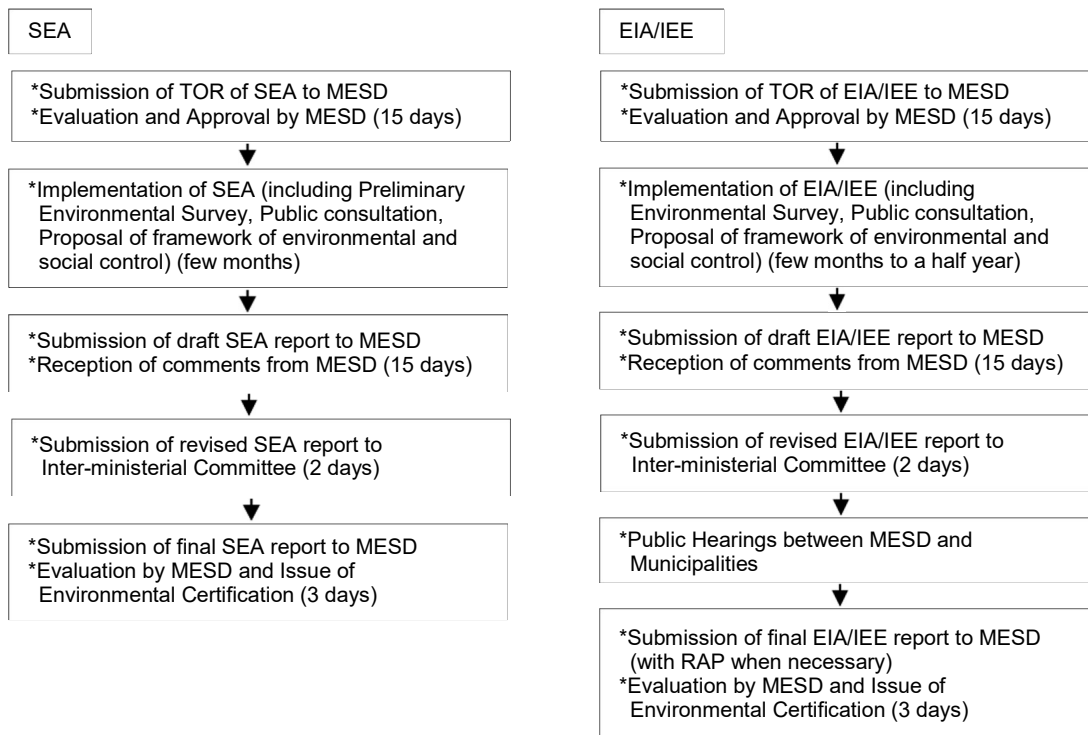 SEA
*Submission of TOR of SEA to MESD
*Evaluation and Approval by MESD (15 days)
*Implementation of SEA (including Preliminary
Environmental Survey, Public consultation,
Proposal of framework of environmental and
social control) (few months)
*Submission of draft SEA report to MESD
*Reception of comments from MESD (15 days)
*Submission of revised SEA report to
Inter-ministerial Committee (2 days)
*Submission of final SEA report to MESD
*Evaluation by MESD and Issue of
Environmental Certification (3 days)
EIA/IEE
*Submission of TOR of EIA/IEE to MESD
*Evaluation and Approval by MESD (15 days)
*Implementation of EIA/IEE (including
Environmental Survey, Public consultation,
Proposal of framework of environmental and
social control) (few months to a half year)
*Submission of draft EIA/IEE report to MESD
*Reception of comments from MESD (15 days)
*Submission of revised EIA/IEE report to
Inter-ministerial Committee (2 days)
*Public Hearings between MESD and
Municipalities
*Submission of final EIA/IEE report to MESD
(with RAP when necessary)
*Evaluation by MESD and Issue of
Environmental Certification (3 days)